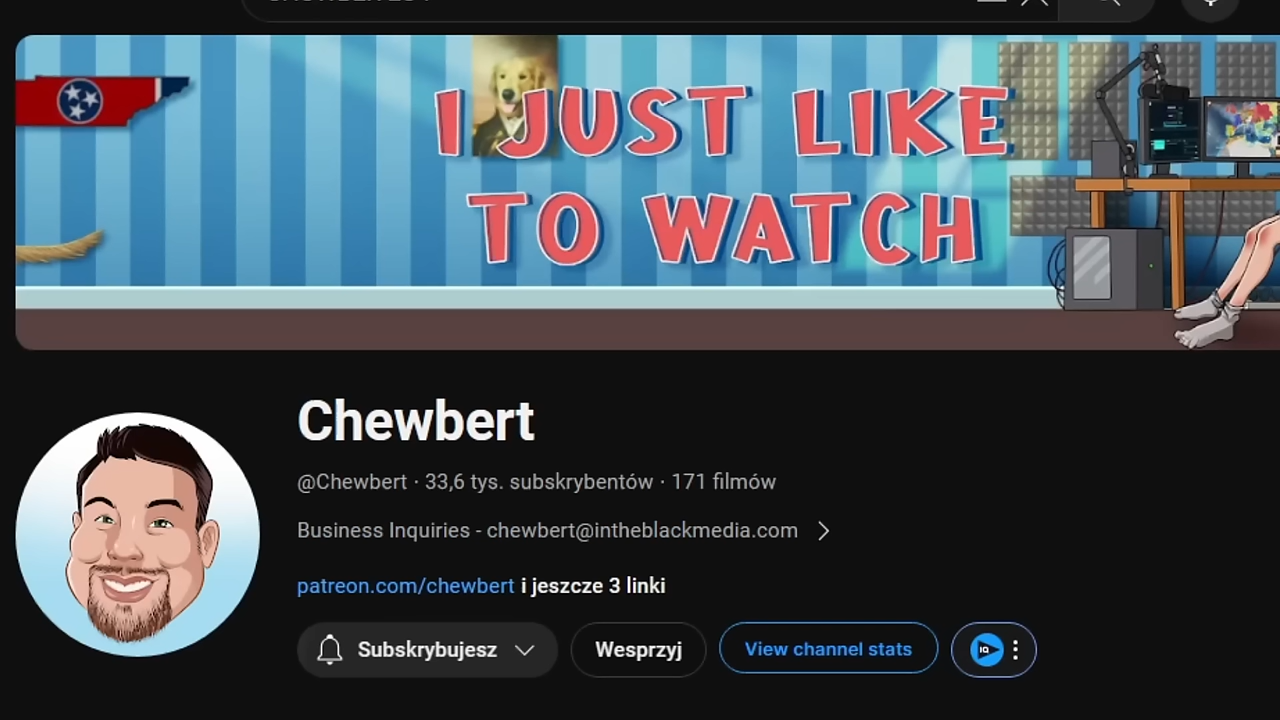 I JUST LIKE
TO WATCH
Chewbert
@Chewbert · 33,6 tys. subskrybentów · 171 filmów
Business Inquiries - chewbert@intheblackmedia.com
patreon.com/chewbert i jeszcze 3 linki
Subskrybujesz
Wesprzyj
View channel stats
IQ